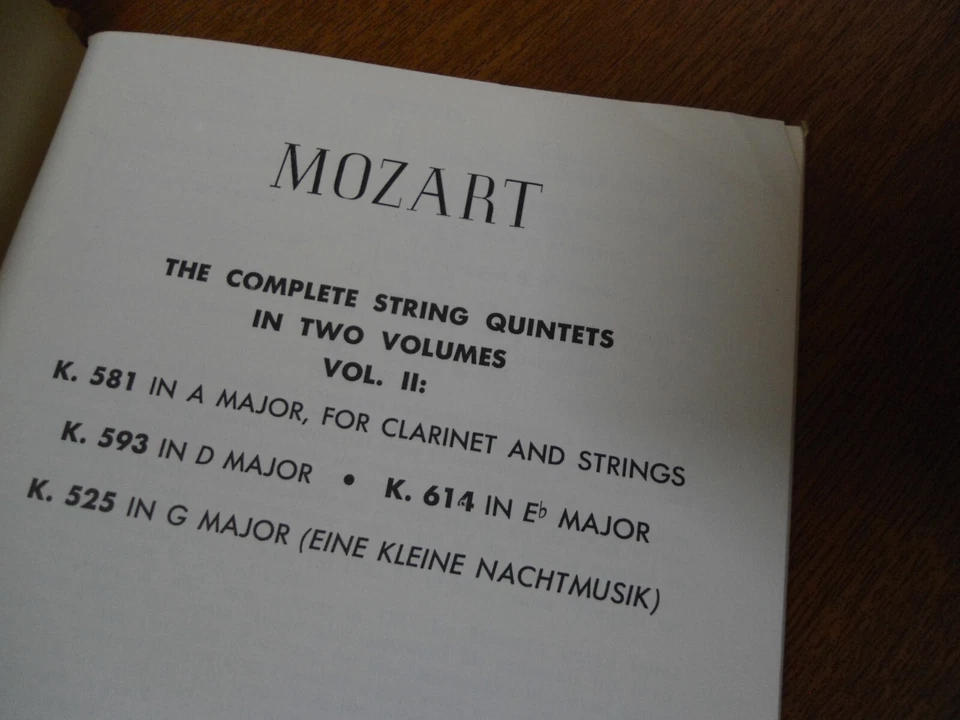 MOZART
THE COMPLETE STRING QUINTETS
IN TWO VOLUMES
VOL. II:
K. 581 IN A MAJOR, FOR CLARINET AND STRINGS
K. 593 IN D MAJOR • K. 614 IN E♭ MAJOR
K. 525 IN G MAJOR (EINE KLEINE NACHTMUSIK)